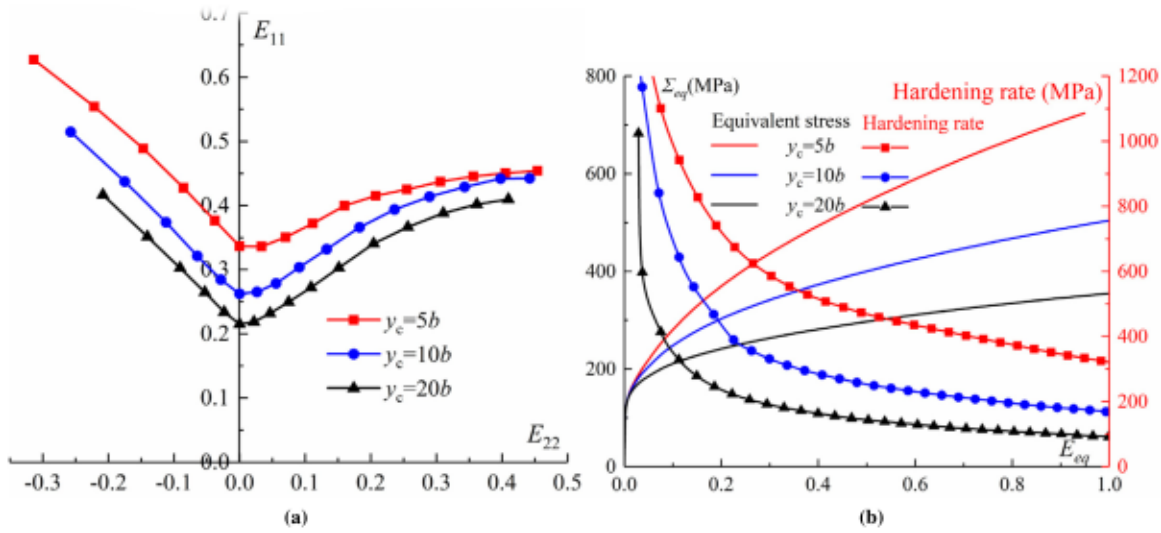 0.7
E11
0.6
0.5
0.4
0.3
0.2
0.1
0.0
yc=5b
yc=10b
yc=20b
E22
-0.3 -0.2 -0.1 0.0 0.1 0.2 0.3 0.4 0.5
(a)
800
600
400
200
0
Σeq(MPa)
Hardening rate (MPa)
Equivalent stress Hardening rate
yc=5b
yc=10b
yc=20b
1200
1000
800
600
400
200
0
Eeq
0.0 0.2 0.4 0.6 0.8 1.0
(b)